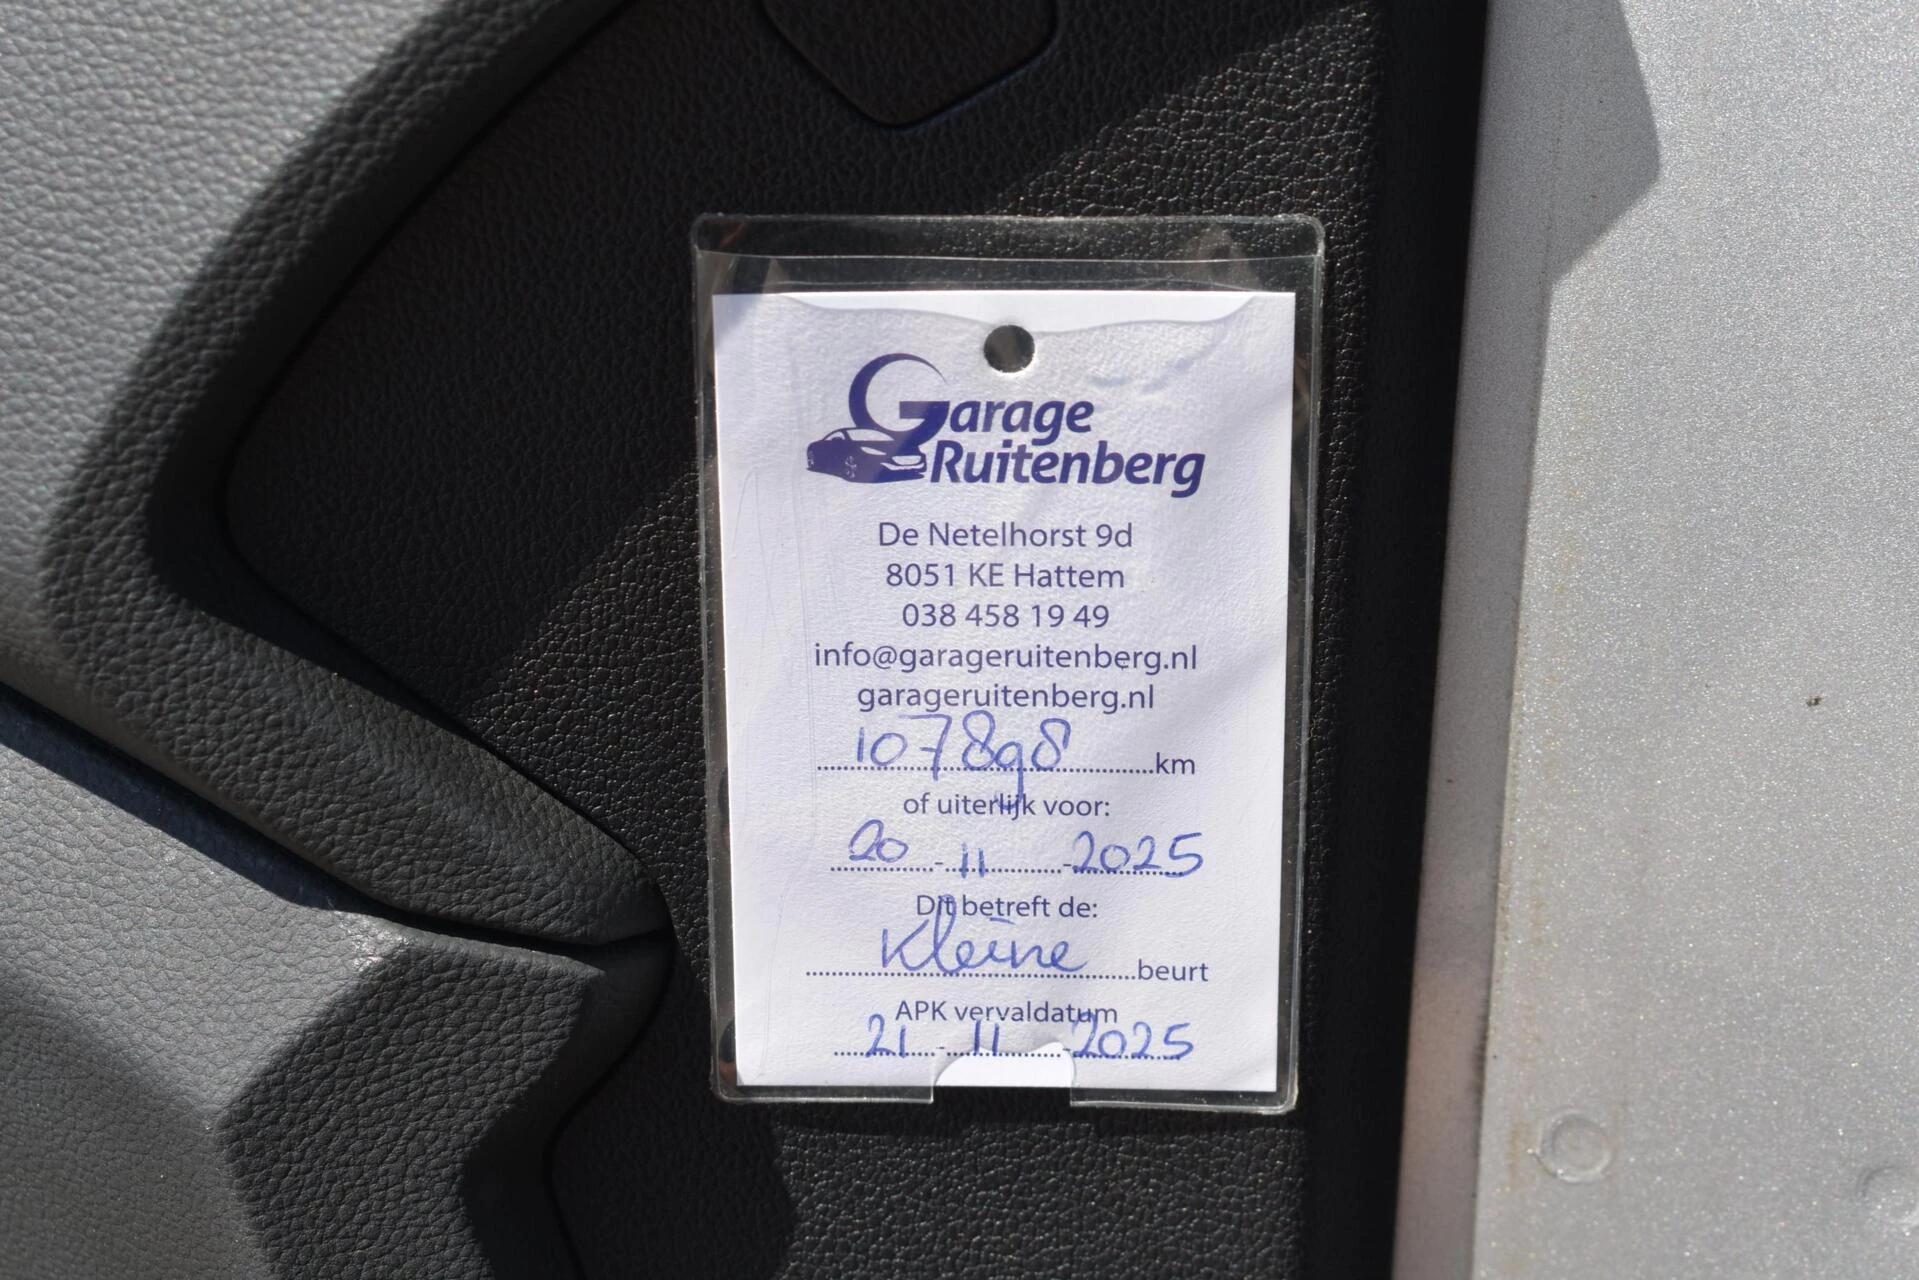 Garage
Ruitenberg
De Netelhorst 9d
8051 KE Hattem
038 458 19 49
info@garageruitenberg.nl
garageruitenberg.nl
107898 km
of uiterlijk voor:
20 - 11 - 2025
Dit betreft de:
Kleine beurt
APK vervaldatum
21 - 11 - 2025